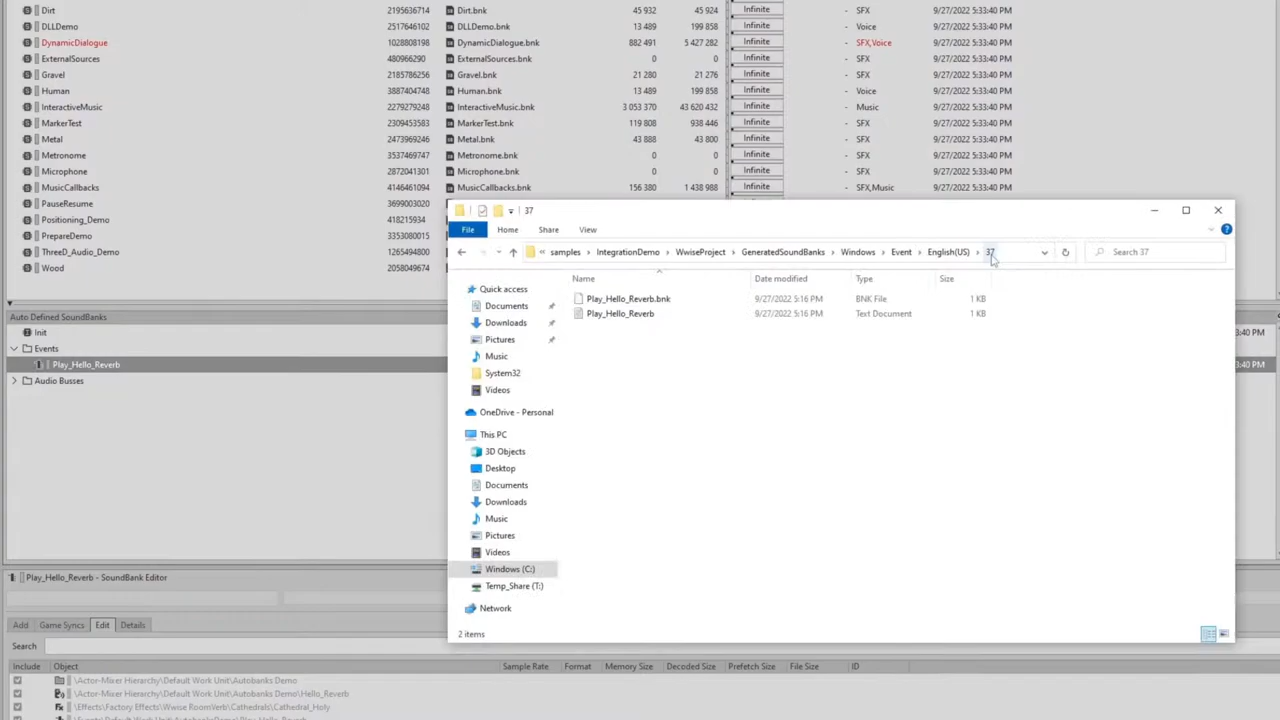 Dirt 2195636714 Dirt.bnk 45 932 45 924 Infinite - SFX 9/27/2022 5:33:40 PM
DLLDemo 2517646102 DLLDemo.bnk 13 489 199 858 Infinite - Voice 9/27/2022 5:33:40 PM
DynamicDialogue 1028808198 DynamicDialogue.bnk 882 491 5 427 282 Infinite - SFX,Voice 9/27/2022 5:33:40 PM
ExternalSources 480966290 ExternalSources.bnk 0 0 Infinite - SFX 9/27/2022 5:33:40 PM
Gravel 2185786256 Gravel.bnk 21 280 21 276 Infinite - SFX 9/27/2022 5:33:40 PM
Human 3887404748 Human.bnk 13 489 199 858 Infinite - Voice 9/27/2022 5:33:40 PM
InteractiveMusic 2279279248 InteractiveMusic.bnk 3 053 370 43 620 432 Infinite - Music 9/27/2022 5:33:40 PM
MarkerTest 2309453583 MarkerTest.bnk 119 808 938 446 Infinite - SFX 9/27/2022 5:33:40 PM
Metal 2473969246 Metal.bnk 43 888 43 800 Infinite - SFX 9/27/2022 5:33:40 PM
Metronome 3537469747 Metronome.bnk 0 0 Infinite - SFX 9/27/2022 5:33:40 PM
Microphone 2872041301 Microphone.bnk 0 0 Infinite - SFX 9/27/2022 5:33:40 PM
MusicCallbacks 4146461094 MusicCallbacks.bnk 156 380 1 438 988 Infinite - SFX,Music 9/27/2022 5:33:40 PM
PauseResume 3699003020
Positioning_Demo 418215934
PrepareDemo 3353080015
ThreeD_Audio_Demo 1265494800
Wood 2058049674
37
File Home Share View
« samples › IntegrationDemo › WwiseProject › GeneratedSoundBanks › Windows › Event › English(US) › 37 Search 37
Name Date modified Type Size
Play_Hello_Reverb.bnk 9/27/2022 5:16 PM BNK File 1 KB
Play_Hello_Reverb 9/27/2022 5:16 PM Text Document 1 KB
Quick access
Documents
Downloads
Pictures
Music
System32
Videos
OneDrive - Personal
This PC
3D Objects
Desktop
Documents
Downloads
Music
Pictures
Videos
Windows (C:)
Temp_Share (T:)
Network
2 items
Auto Defined SoundBanks
Init 3:40 PM
Events
Play_Hello_Reverb 3:40 PM
Audio Busses
Play_Hello_Reverb - SoundBank Editor
Add Game Syncs Edit Details
Search
Include Object Sample Rate Format Memory Size Decoded Size Prefetch Size File Size ID
\Actor-Mixer Hierarchy\Default Work Unit\Autobanks Demo
\Actor-Mixer Hierarchy\Default Work Unit\Autobanks Demo\Hello_Reverb
\Effects\Factory Effects\Wwise RoomVerb\Cathedrals\Cathedral_Holy